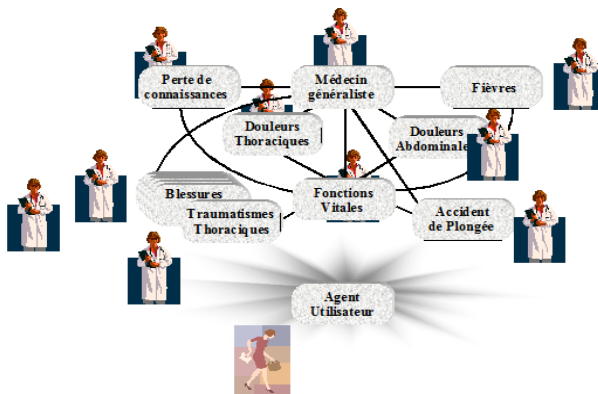 Perte de
connaissances
Médecin
généraliste
Fièvres
Douleurs
Thoraciques
Douleurs
Abdominale
Blessures
Traumatismes
Thoraciques
Fonctions
Vitales
Accident
de Plongée
Agent
Utilisateur